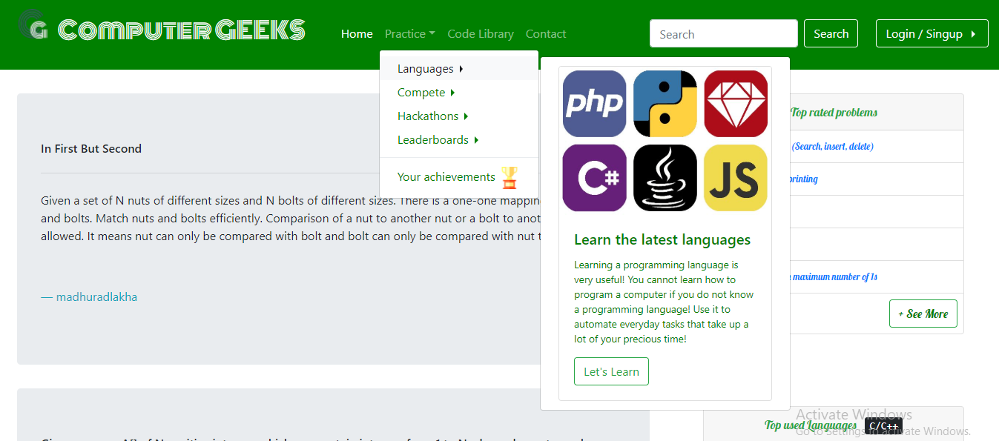 COMPUTER GEEKS
Home Practice Code Library Contact
Search
Search
Login / Singup
Languages
Compete
Hackathons
Leaderboards
Your achievements
php
C#
JS
Learn the latest languages
Learning a programming language is
very useful! You cannot learn how to
program a computer if you do not know
a programming language! Use it to
automate everyday tasks that take up a
lot of your precious time!
Let's Learn
In First But Second
Given a set of N nuts of different sizes and N bolts of different sizes. There is a one-one
and bolts. Match nuts and bolts efficiently. Comparison of a nut to another nut or a bolt to
allowed. It means nut can only be compared with bolt and bolt can only be compared with nut
— madhuradlakha
Top rated problems
(Search, insert, delete)
printing
maximum number of 1s
+ See More
Top used Languages C/C++
Activate Windows
Go to Settings to activate Windows.